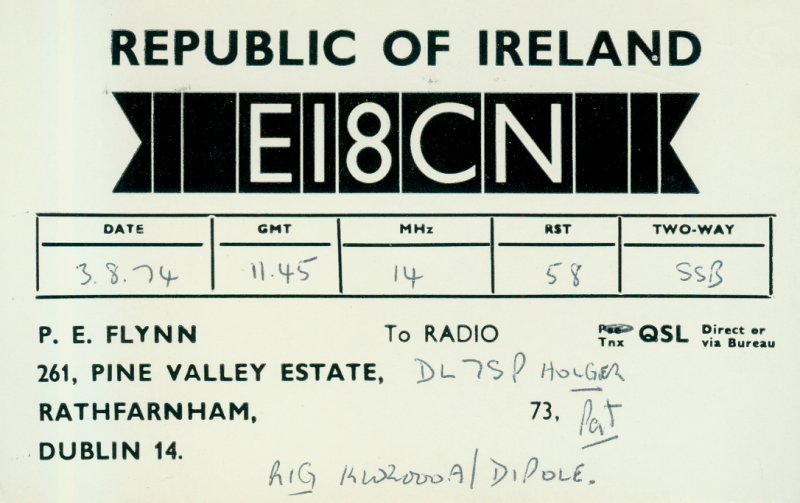 REPUBLIC OF IRELAND
EI8CN
DATE GMT MHz RST TWO-WAY
3.8.74 11.45 14 58 SSB
P. E. FLYNN To RADIO Pse Tnx QSL Direct or via Bureau
261, PINE VALLEY ESTATE, DL7SP HOLGER
RATHFARNHAM, 73, Pat
DUBLIN 14.
RIG KW2000A/DIPOLE.